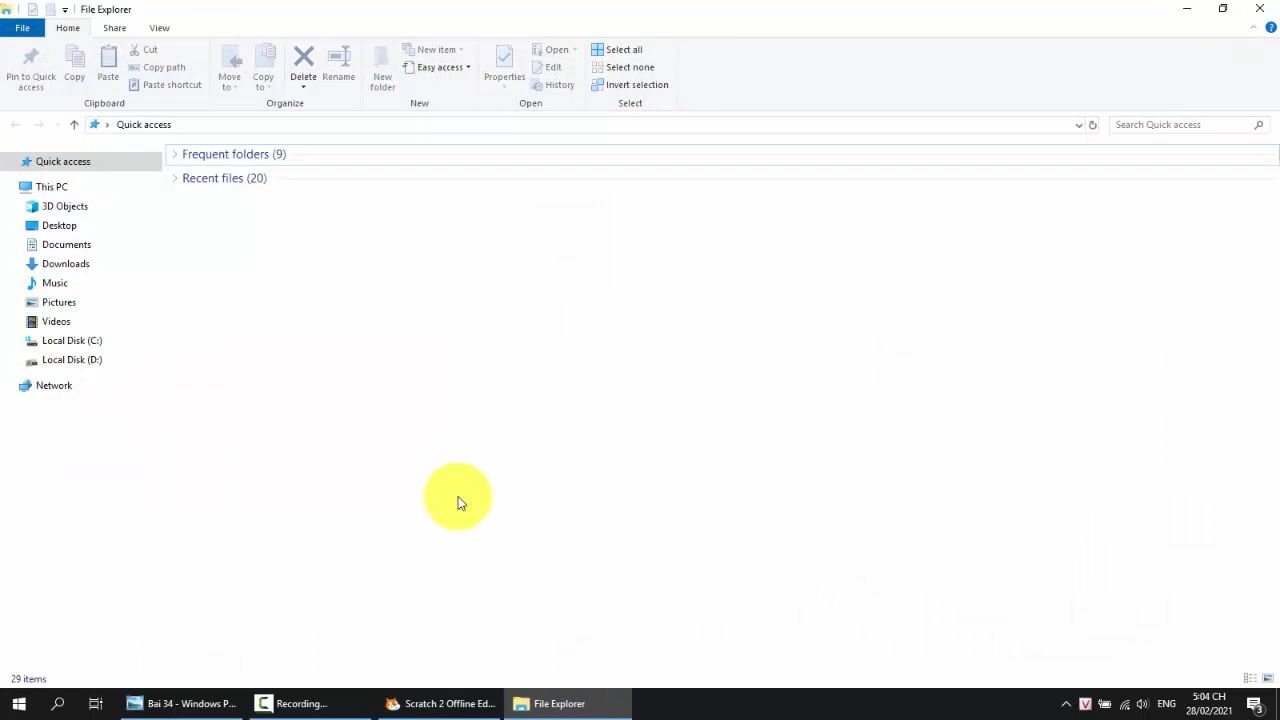 File Explorer
File
Home
Share
View
Pin to Quick access
Copy
Paste
Cut
Copy path
Paste shortcut
Clipboard
Move to
Copy to
Delete
Rename
Organize
New folder
New item
Easy access
New
Properties
Open
Edit
History
Open
Select all
Select none
Invert selection
Select
Quick access
Search Quick access
Quick access
This PC
3D Objects
Desktop
Documents
Downloads
Music
Pictures
Videos
Local Disk (C:)
Local Disk (D:)
Network
Frequent folders (9)
Recent files (20)
29 items
Bai 34 - Windows P...
Recording...
Scratch 2 Offline Ed...
File Explorer
V
ENG
5:04 CH
28/02/2021
3